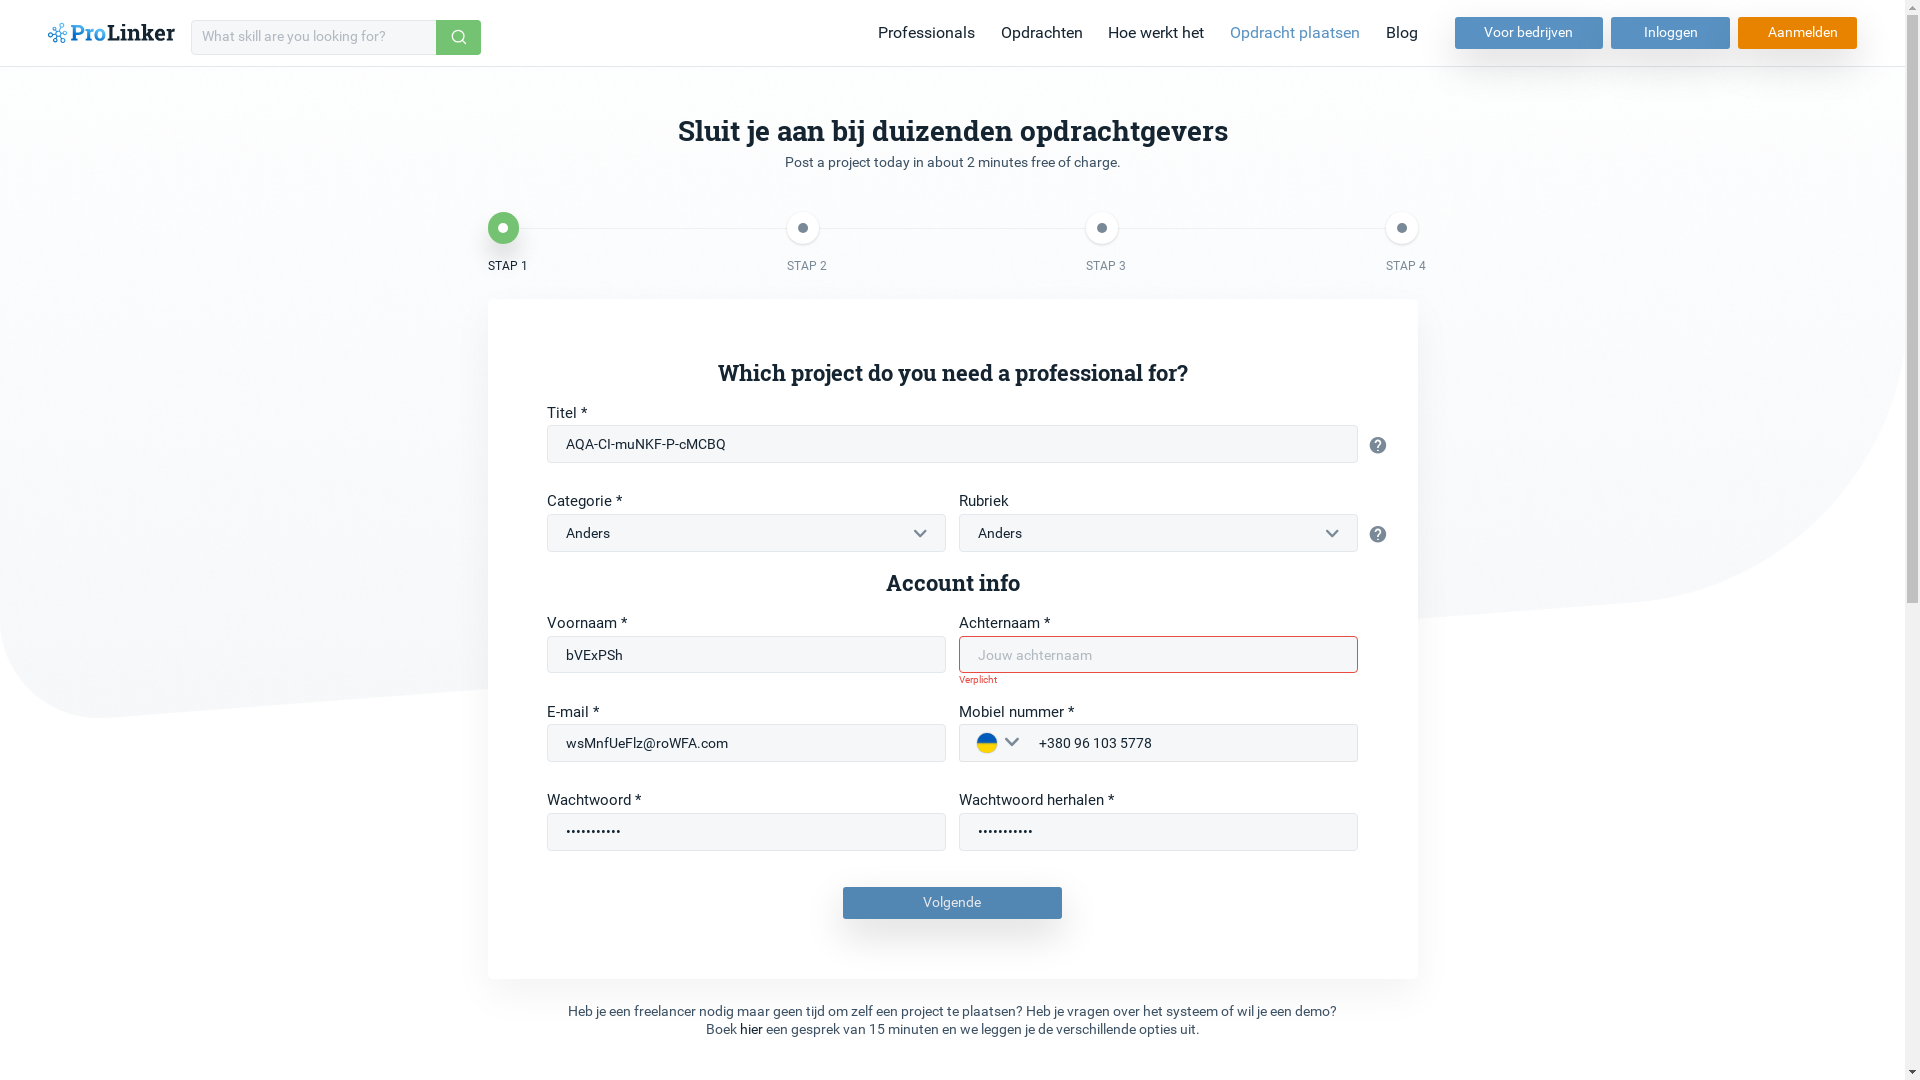 ProLinker
What skill are you looking for?
Professionals
Opdrachten
Hoe werkt het
Opdracht plaatsen
Blog
Voor bedrijven
Inloggen
Aanmelden
Sluit je aan bij duizenden opdrachtgevers
Post a project today in about 2 minutes free of charge.
STAP 1
STAP 2
STAP 3
STAP 4
Which project do you need a professional for?
Titel *
AQA-CI-muNKF-P-cMCBQ
Categorie *
Rubriek
Anders
Anders
Account info
Voornaam *
Achternaam *
bVExPSh
Jouw achternaam
Verplicht
E-mail *
Mobiel nummer *
wsMnfUeFlz@roWFA.com
+380 96 103 5778
Wachtwoord *
Wachtwoord herhalen *
•••••••••••
•••••••••••
Volgende
Heb je een freelancer nodig maar geen tijd om zelf een project te plaatsen? Heb je vragen over het systeem of wil je een demo?
Boek hier een gesprek van 15 minuten en we leggen je de verschillende opties uit.